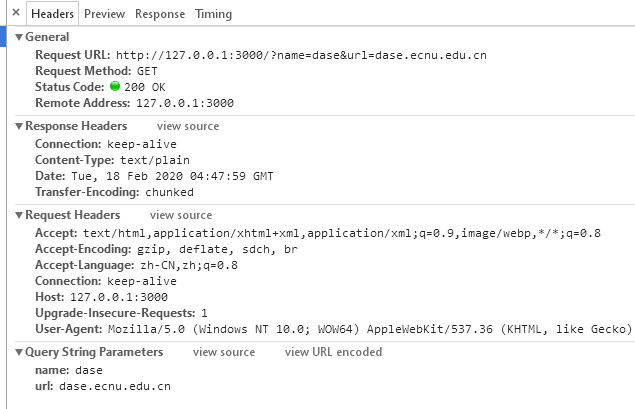 × Headers Preview Response Timing
▼General
Request URL: http://127.0.0.1:3000/?name=dase&url=dase.ecnu.edu.cn
Request Method: GET
Status Code: 200 OK
Remote Address: 127.0.0.1:3000
▼Response Headers view source
Connection: keep-alive
Content-Type: text/plain
Date: Tue, 18 Feb 2020 04:47:59 GMT
Transfer-Encoding: chunked
▼Request Headers view source
Accept: text/html,application/xhtml+xml,application/xml;q=0.9,image/webp,*/*;q=0.8
Accept-Encoding: gzip, deflate, sdch, br
Accept-Language: zh-CN,zh;q=0.8
Connection: keep-alive
Host: 127.0.0.1:3000
Upgrade-Insecure-Requests: 1
User-Agent: Mozilla/5.0 (Windows NT 10.0; WOW64) AppleWebKit/537.36 (KHTML, like Gecko)
▼Query String Parameters view source view URL encoded
name: dase
url: dase.ecnu.edu.cn